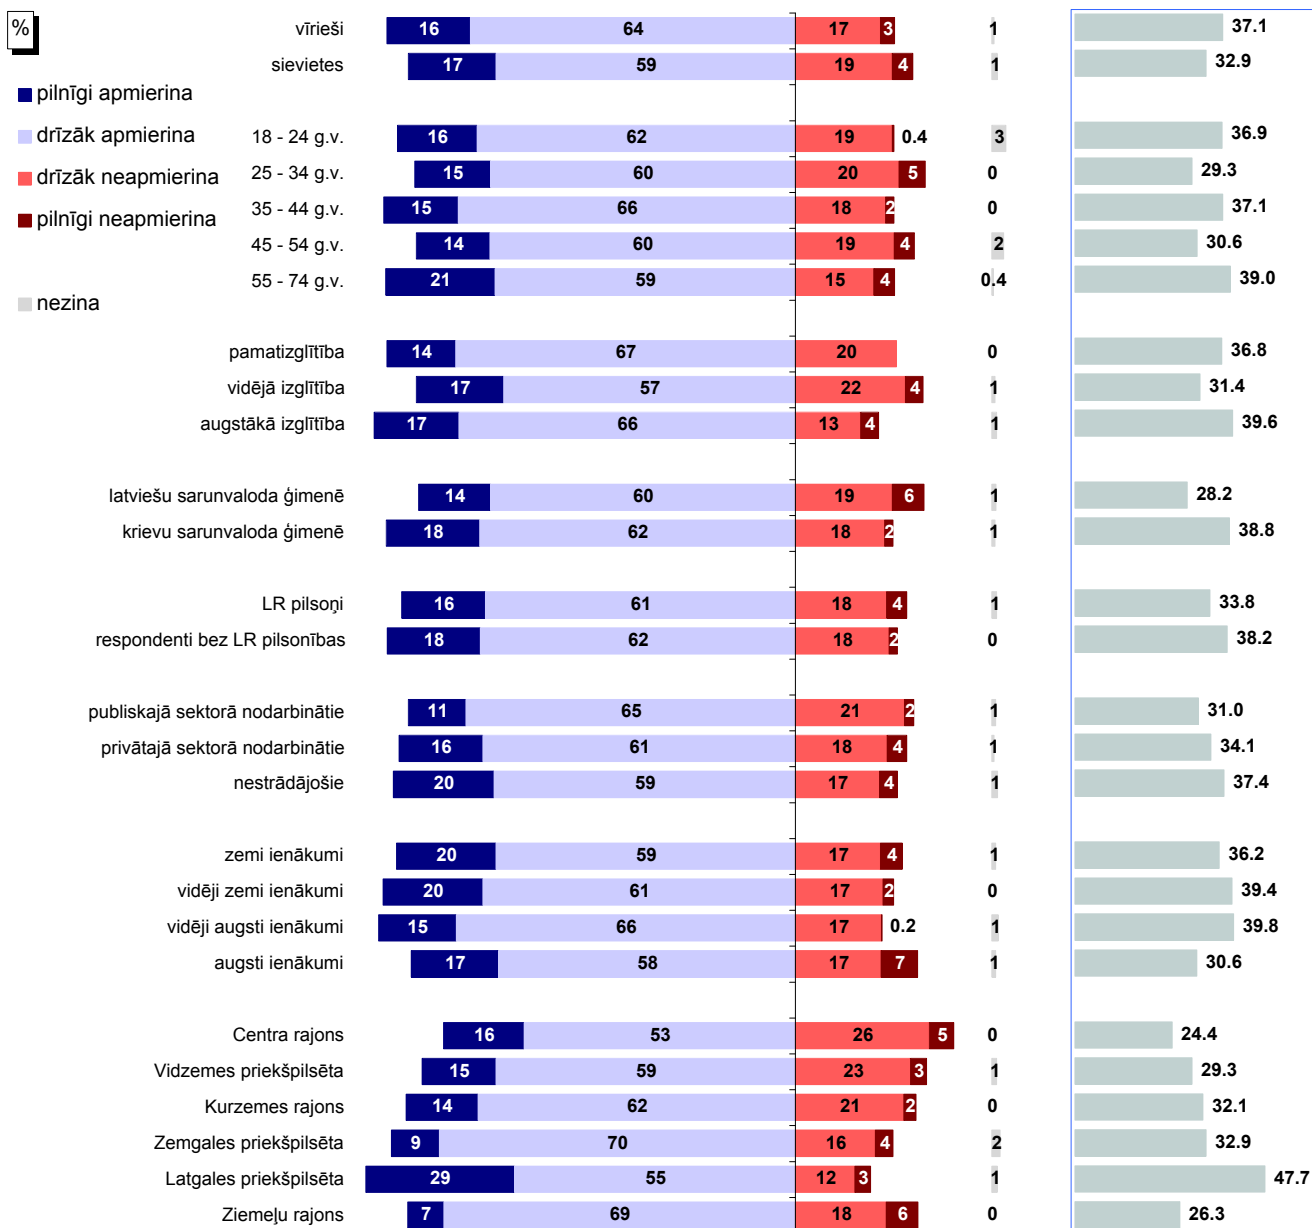 %
pilnīgi apmierina
drīzāk apmierina
drīzāk neapmierina
pilnīgi neapmierina
nezina
vīrieši 16 64 17 3 1 37.1
sievietes 17 59 19 4 1 32.9
18 - 24 g.v. 16 62 19 0.4 3 36.9
25 - 34 g.v. 15 60 20 5 0 29.3
35 - 44 g.v. 15 66 18 2 0 37.1
45 - 54 g.v. 14 60 19 4 2 30.6
55 - 74 g.v. 21 59 15 4 0.4 39.0
pamatizglītība 14 67 20 0 36.8
vidējā izglītība 17 57 22 4 1 31.4
augstākā izglītība 17 66 13 4 1 39.6
latviešu sarunvaloda ģimenē 14 60 19 6 1 28.2
krievu sarunvaloda ģimenē 18 62 18 2 1 38.8
LR pilsoņi 16 61 18 4 1 33.8
respondenti bez LR pilsonības 18 62 18 2 0 38.2
publiskajā sektorā nodarbinātie 11 65 21 2 1 31.0
privātajā sektorā nodarbinātie 16 61 18 4 1 34.1
nestrādājošie 20 59 17 4 1 37.4
zemi ienākumi 20 59 17 4 1 36.2
vidēji zemi ienākumi 20 61 17 2 0 39.4
vidēji augsti ienākumi 15 66 17 0.2 1 39.8
augsti ienākumi 17 58 17 7 1 30.6
Centra rajons 16 53 26 5 0 24.4
Vidzemes priekšpilsēta 15 59 23 3 1 29.3
Kurzemes rajons 14 62 21 2 0 32.1
Zemgales priekšpilsēta 9 70 16 4 2 32.9
Latgales priekšpilsēta 29 55 12 3 1 47.7
Ziemeļu rajons 7 69 18 6 0 26.3